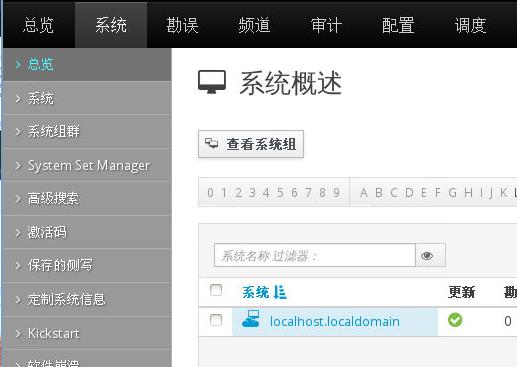 总览 系统 勘误 频道 审计 配置 调度
总览
系统
系统组群
System Set Manager
高级搜索
激活码
保存的侧写
定制系统信息
Kickstart
软件崩溃
系统概述
查看系统组
0 1 2 3 4 5 6 7 8 9 A B C D E F G H I J K L
系统名称 过滤器：
系统 更新 勘
localhost.localdomain 0